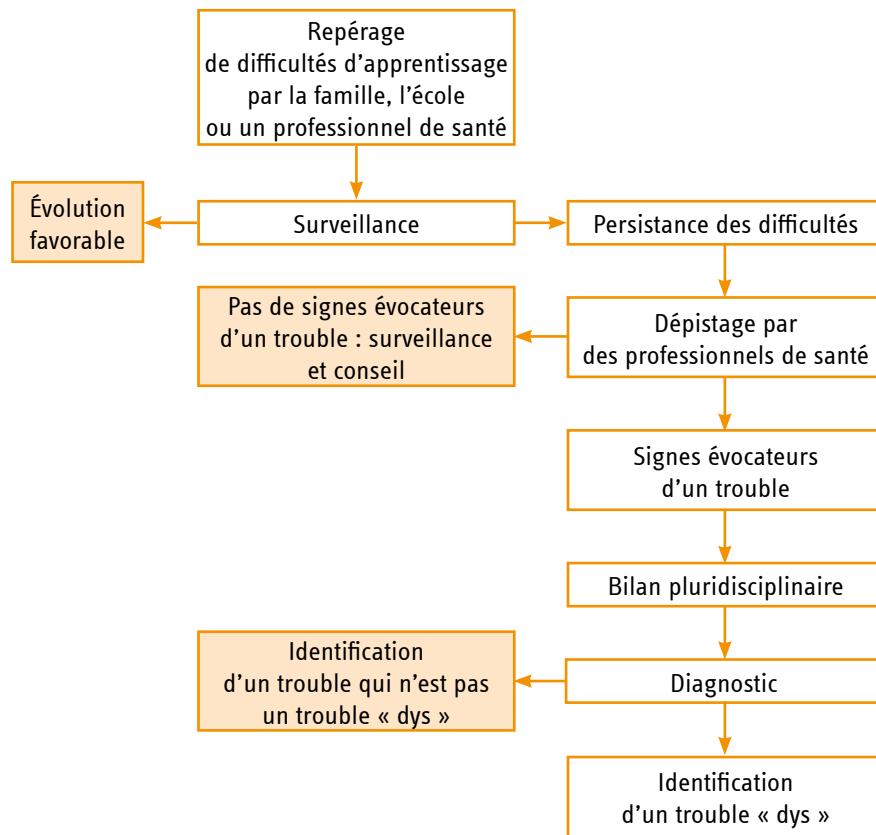 Repérage
de difficultés d’apprentissage
par la famille, l’école
ou un professionnel de santé
Évolution
favorable
Surveillance
Persistance des difficultés
Pas de signes évocateurs
d’un trouble : surveillance
et conseil
Dépistage par
des professionnels de santé
Signes évocateurs
d’un trouble
Bilan pluridisciplinaire
Identification
d’un trouble qui n’est pas
un trouble « dys »
Diagnostic
Identification
d’un trouble « dys »